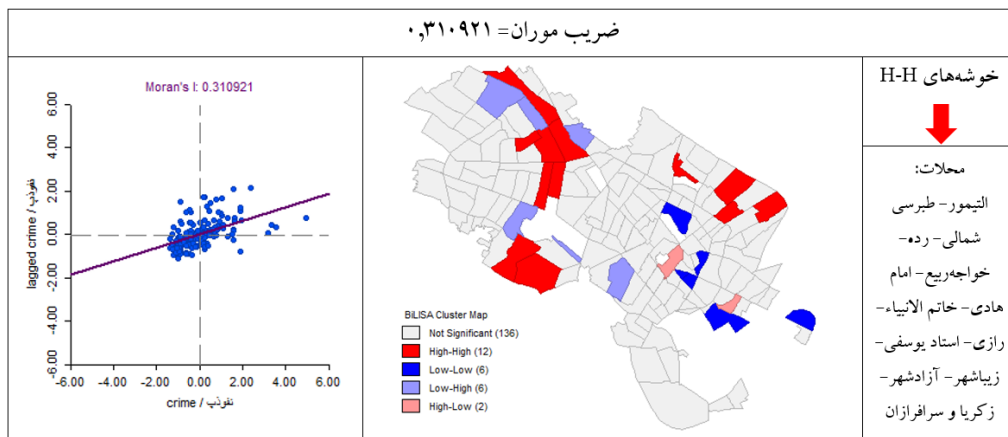 ضریب موران= ۰,۳۱۰۹۲۱
Moran's I: 0.310921
6.00
4.00
2.00
0.00
-2.00
-4.00
-6.00
lagged crime / نفوذپ
-6.00 -4.00 -2.00 0.00 2.00 4.00 6.00
crime / نفوذپ
BiLISA Cluster Map
Not Significant (136)
High-High (12)
Low-Low (6)
Low-High (6)
High-Low (2)
خوشه‌های H-H
محلات:
التیمور- طبرسی
شمالی- رده-
خواجه‌ربیع- امام
هادی- خاتم الانبیاء-
رازی- استاد یوسفی-
زیباشهر- آزادشهر-
زکریا و سرافرازان